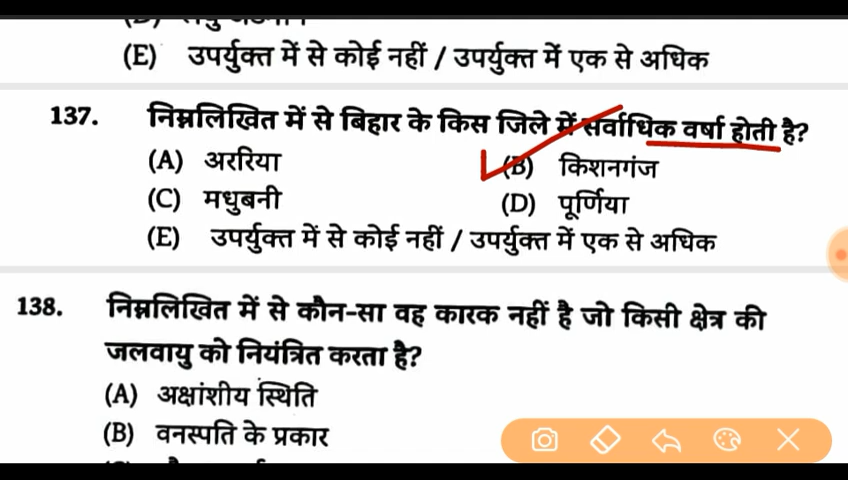 (E) उपर्युक्त में से कोई नहीं / उपर्युक्त में एक से अधिक
137. निम्नलिखित में से बिहार के किस जिले में सर्वाधिक वर्षा होती है?
(A) अररिया (B) किशनगंज
(C) मधुबनी (D) पूर्णिया
(E) उपर्युक्त में से कोई नहीं / उपर्युक्त में एक से अधिक
138. निम्नलिखित में से कौन-सा वह कारक नहीं है जो किसी क्षेत्र की
जलवायु को नियंत्रित करता है?
(A) अक्षांशीय स्थिति
(B) वनस्पति के प्रकार